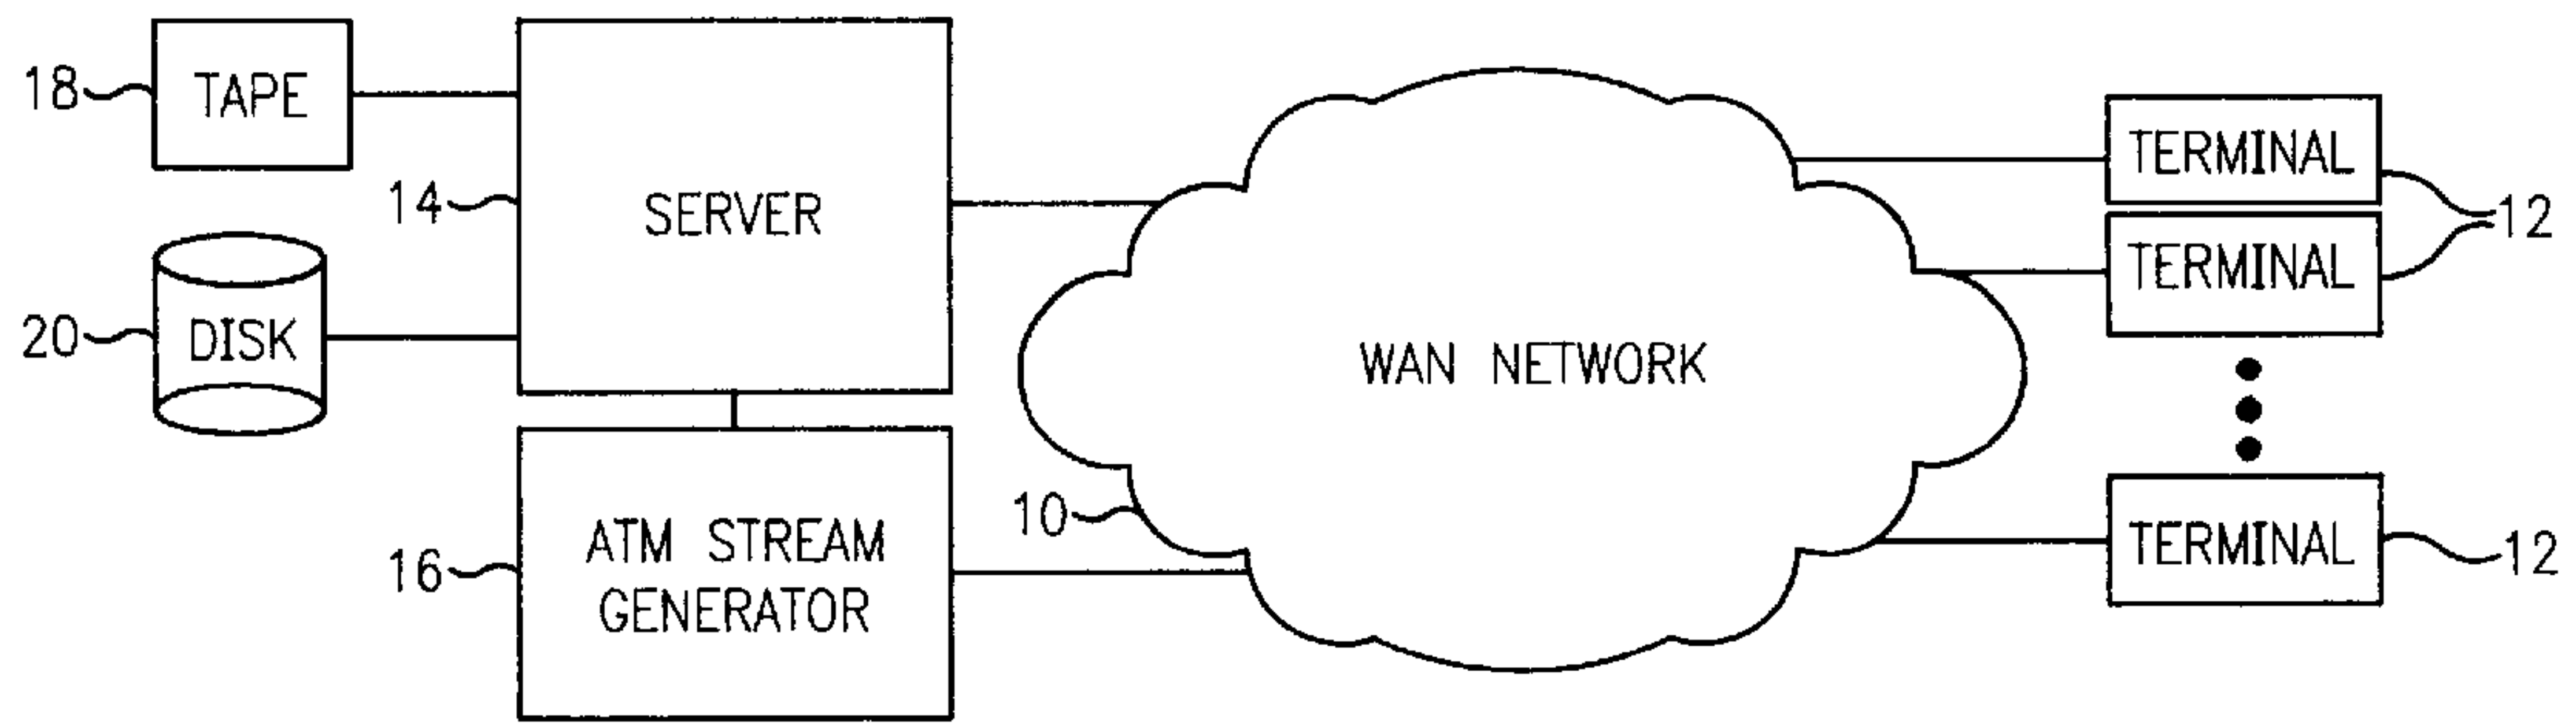 18
TAPE
14
SERVER
20
DISK
16
ATM STREAM
GENERATOR
10
WAN NETWORK
TERMINAL
12
TERMINAL
TERMINAL
12